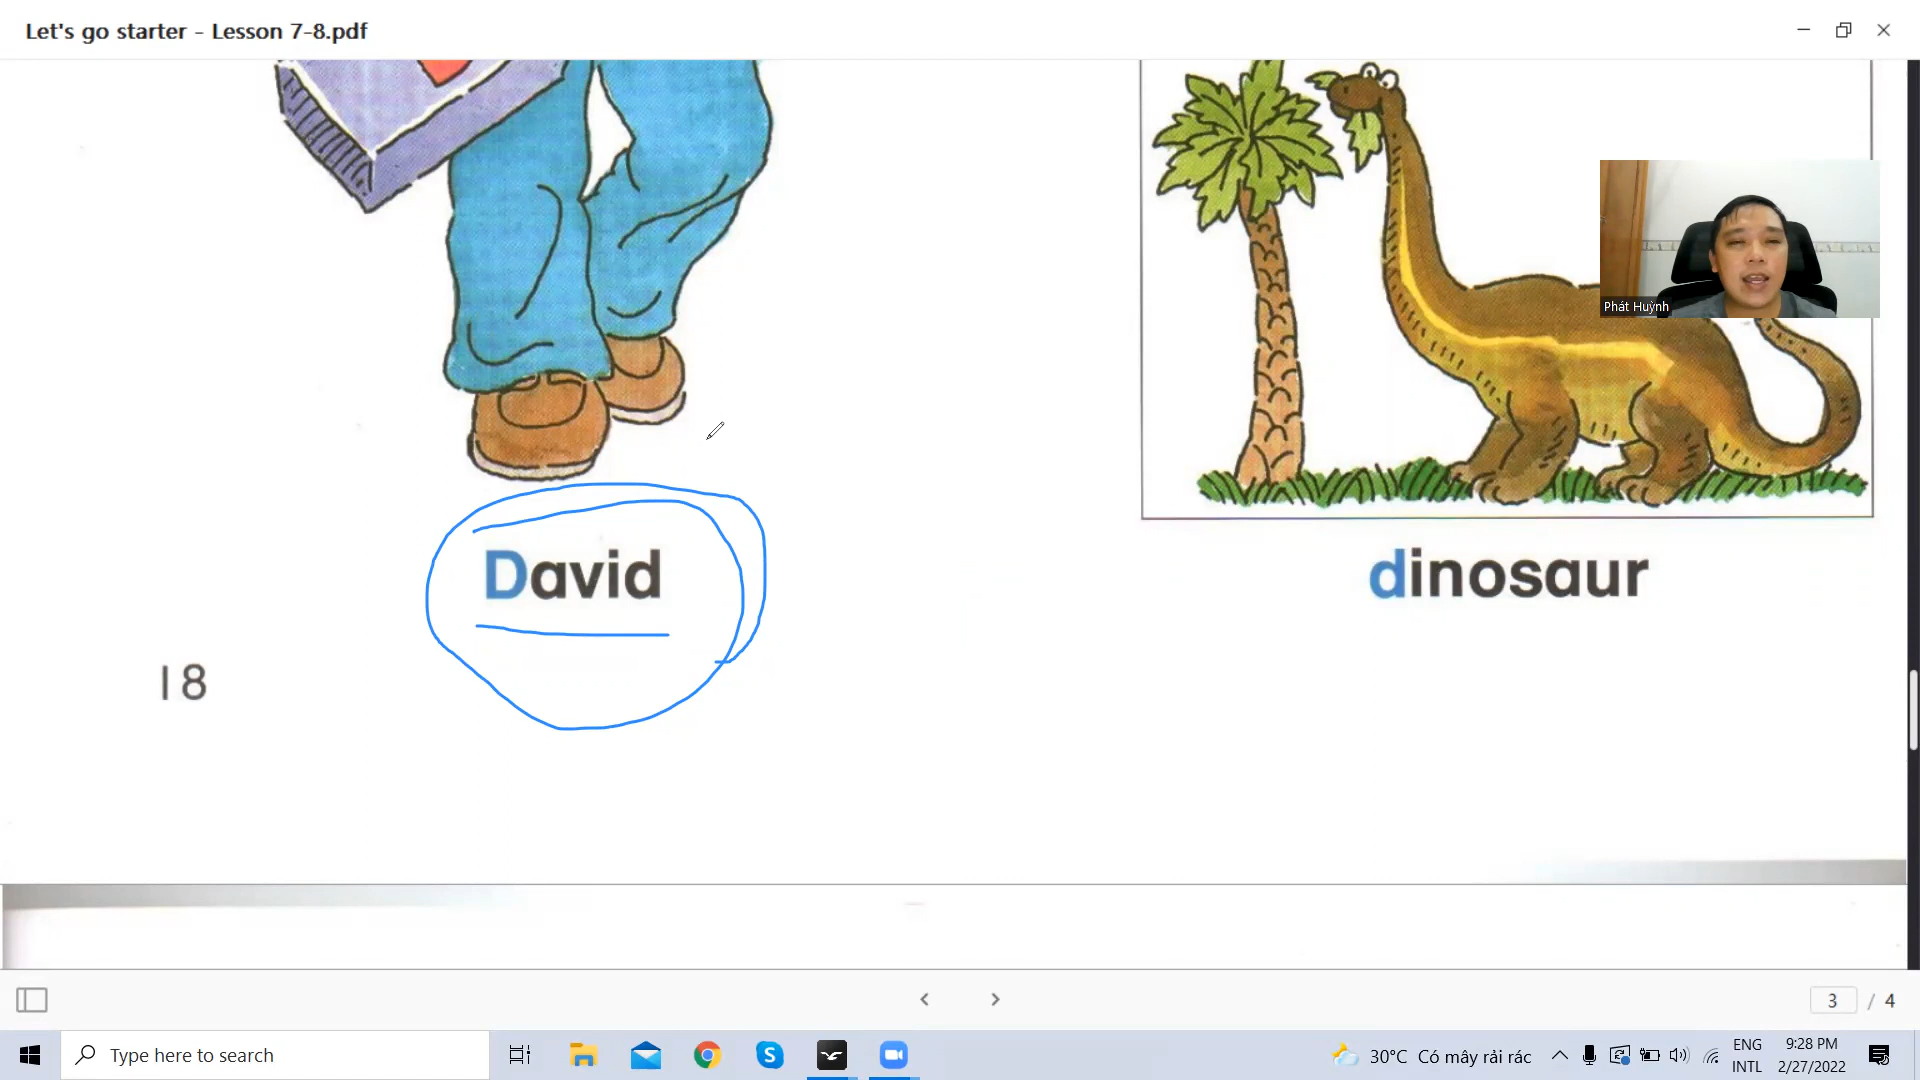 Let's go starter - Lesson 7-8.pdf
Phát Huỳnh
David
dinosaur
18
3 / 4
Type here to search
30°C Có mây rải rác
ENG
INTL
9:28 PM
2/27/2022